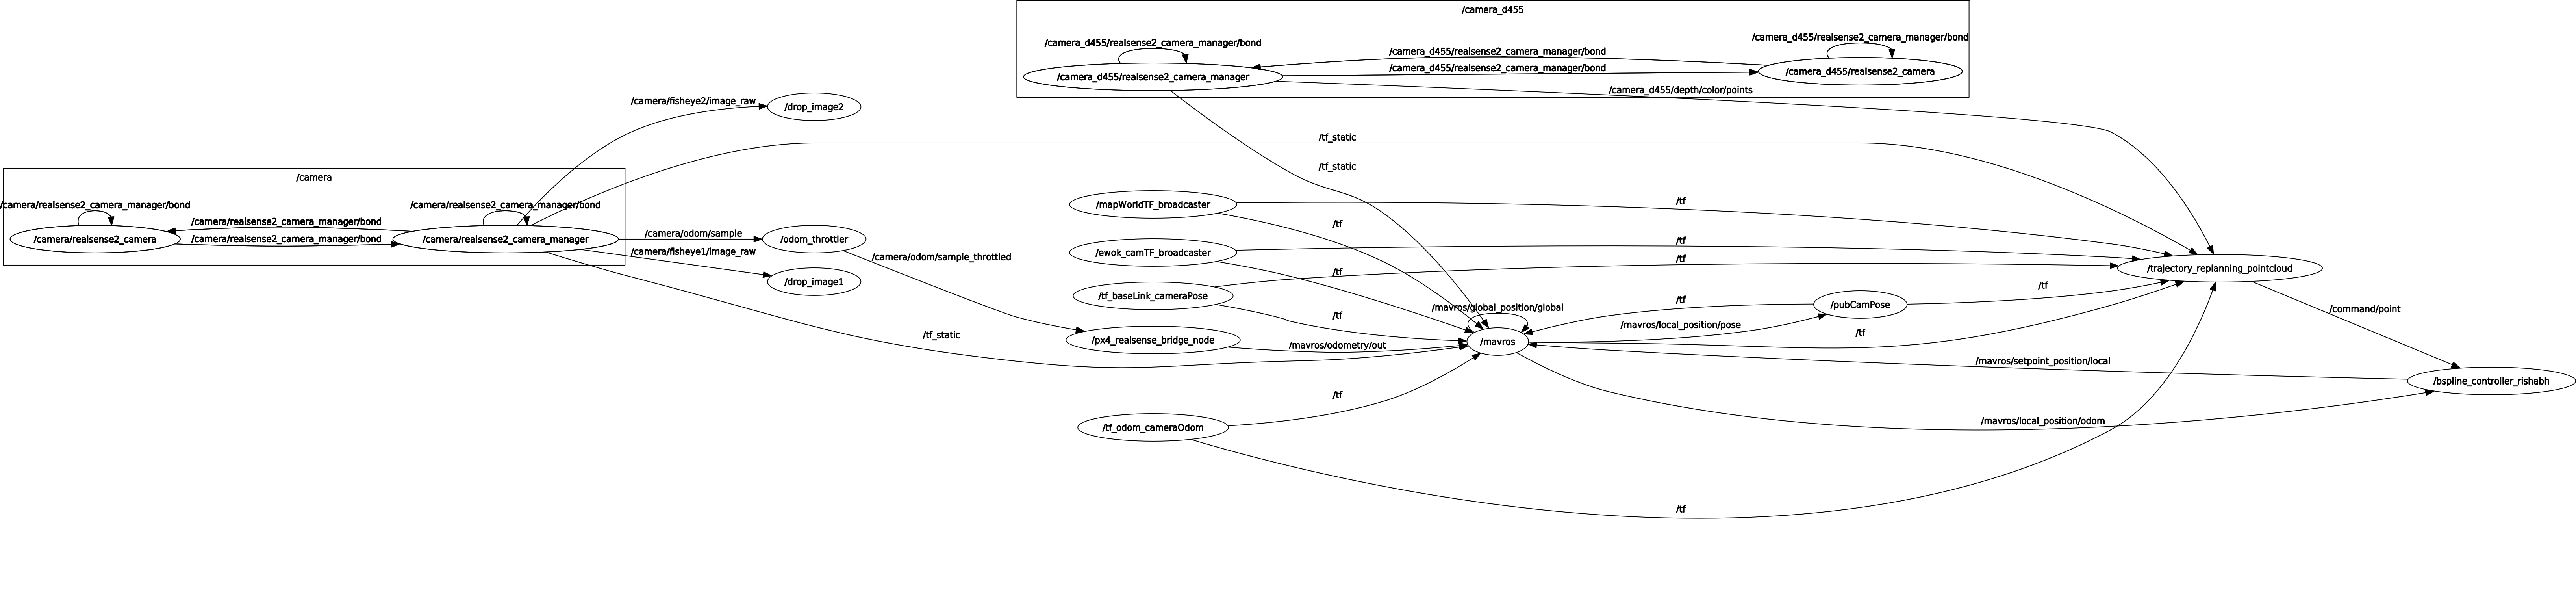 /camera_d455
/camera_d455/realsense2_camera_manager/bond
/camera_d455/realsense2_camera_manager/bond
/camera_d455/realsense2_camera_manager/bond
/camera_d455/realsense2_camera_manager/bond
/camera_d455/realsense2_camera_manager
/camera_d455/realsense2_camera
/camera_d455/depth/color/points
/camera/fisheye2/image_raw
/drop_image2
/tf_static
/tf_static
/camera
/camera/realsense2_camera_manager/bond
/camera/realsense2_camera_manager/bond
/camera/realsense2_camera_manager/bond
/camera/realsense2_camera_manager/bond
/camera/realsense2_camera
/camera/realsense2_camera_manager
/camera/odom/sample
/odom_throttler
/camera/fisheye1/image_raw
/drop_image1
/camera/odom/sample_throttled
/tf_static
/mapWorldTF_broadcaster
/tf
/tf
/ewok_camTF_broadcaster
/tf
/tf
/tf
/tf_baseLink_cameraPose
/tf
/px4_realsense_bridge_node
/mavros/odometry/out
/mavros/global_position/global
/mavros
/tf
/pubCamPose
/tf
/mavros/local_position/pose
/tf
/trajectory_replanning_pointcloud
/command/point
/mavros/setpoint_position/local
/bspline_controller_rishabh
/mavros/local_position/odom
/tf
/tf_odom_cameraOdom
/tf